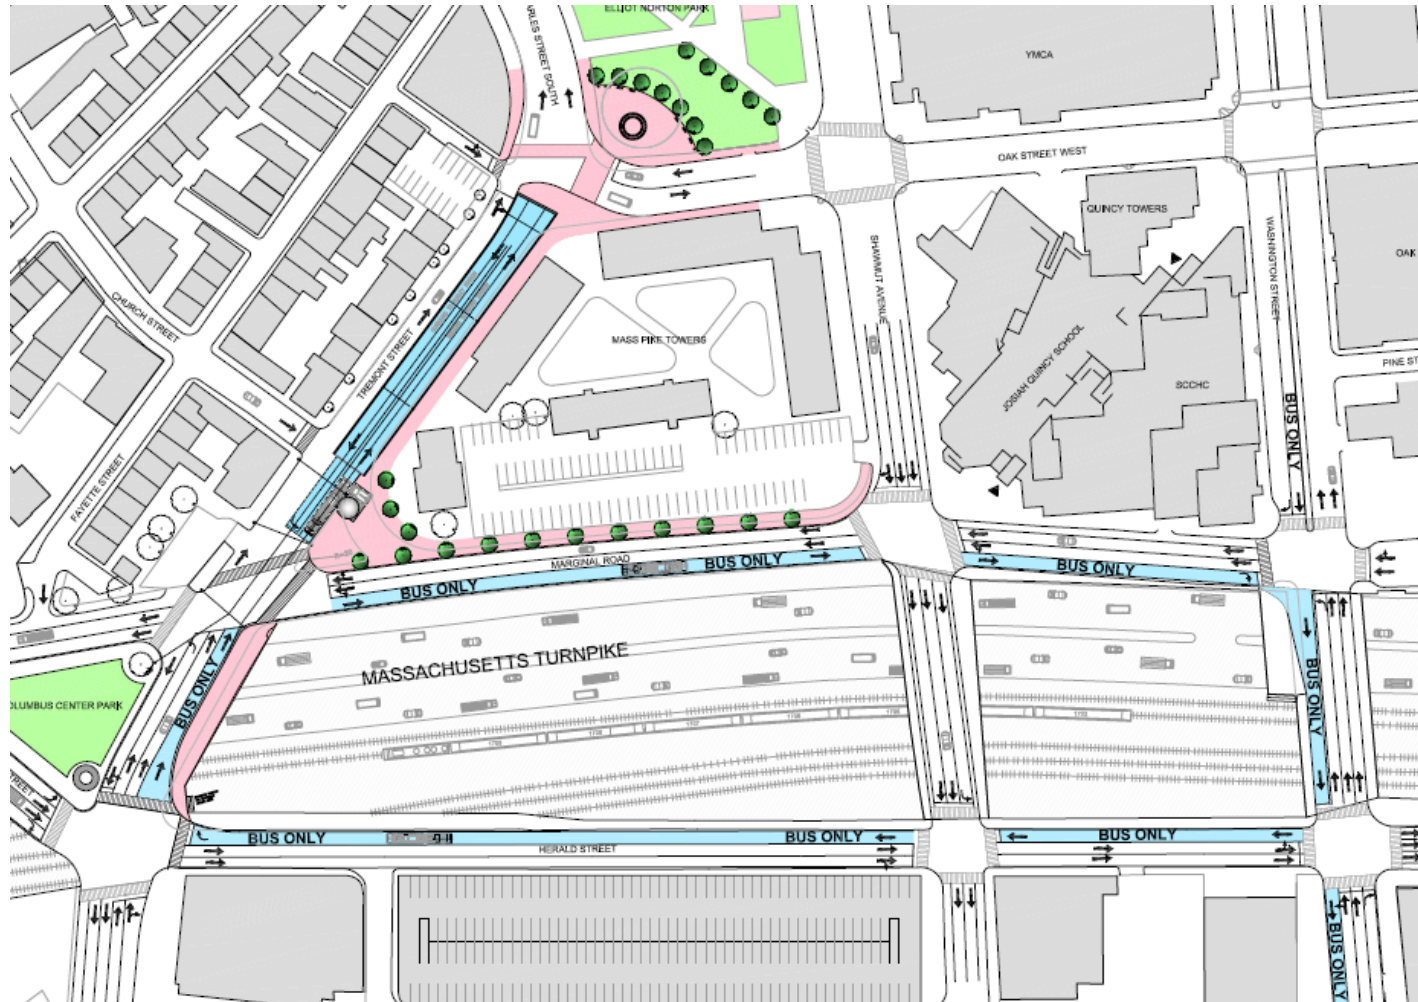 ELLIOT NORTON PARK
ARLES STREET SOUTH
YMCA
OAK STREET WEST
QUINCY TOWERS
WASHINGTON STREET
OAK
CHURCH STREET
SHAWMUT AVENUE
MASS PIKE TOWERS
TREMONT STREET
JOSIAH QUINCY SCHOOL
SCCHC
PINE ST
BUS ONLY
FAYETTE STREET
MARGINAL ROAD
BUS ONLY
BUS ONLY
BUS ONLY
MASSACHUSETTS TURNPIKE
BUS ONLY
BUS ONLY
OLUMBUS CENTER PARK
STREET
BUS ONLY
BUS ONLY
BUS ONLY
HERALD STREET
BUS ONLY